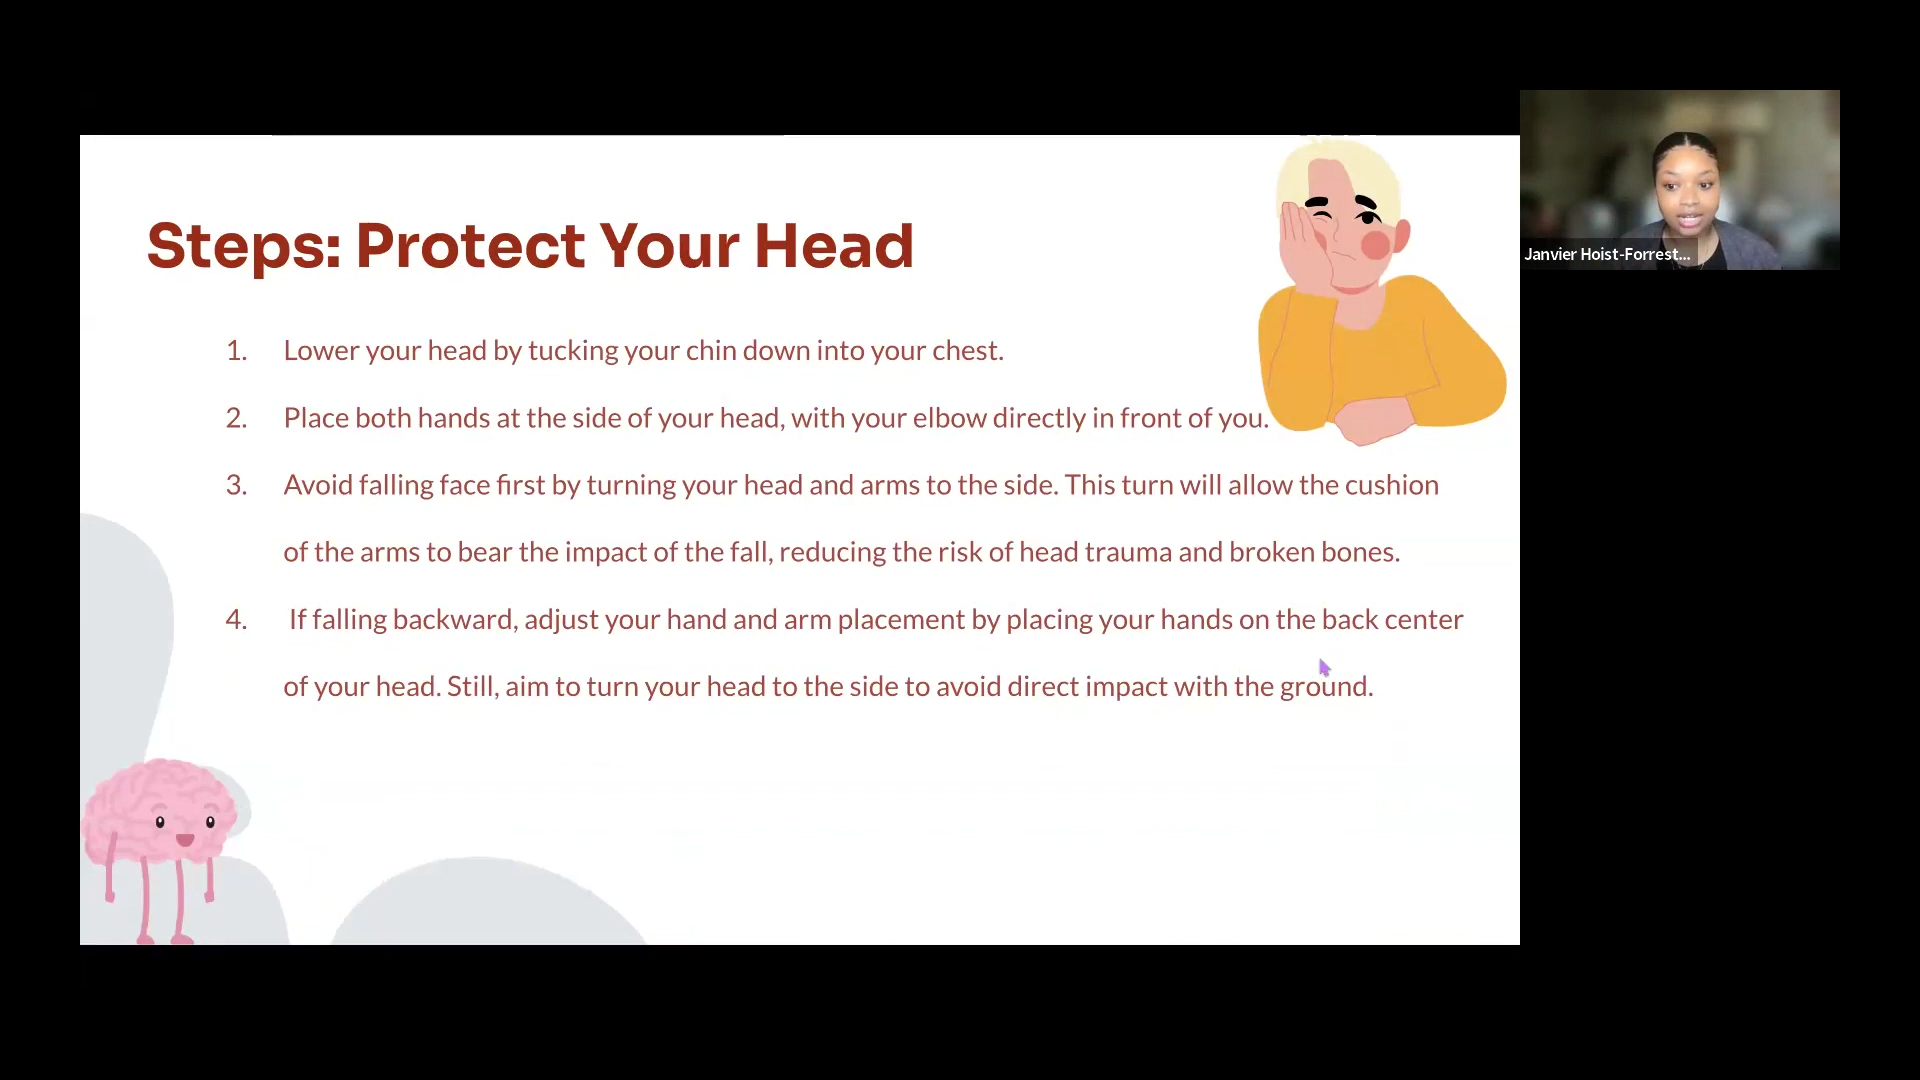 Steps: Protect Your Head
1. Lower your head by tucking your chin down into your chest.
2. Place both hands at the side of your head, with your elbow directly in front of you.
3. Avoid falling face first by turning your head and arms to the side. This turn will allow the cushion
of the arms to bear the impact of the fall, reducing the risk of head trauma and broken bones.
4. If falling backward, adjust your hand and arm placement by placing your hands on the back center
of your head. Still, aim to turn your head to the side to avoid direct impact with the ground.
Janvier Hoist-Forrest...